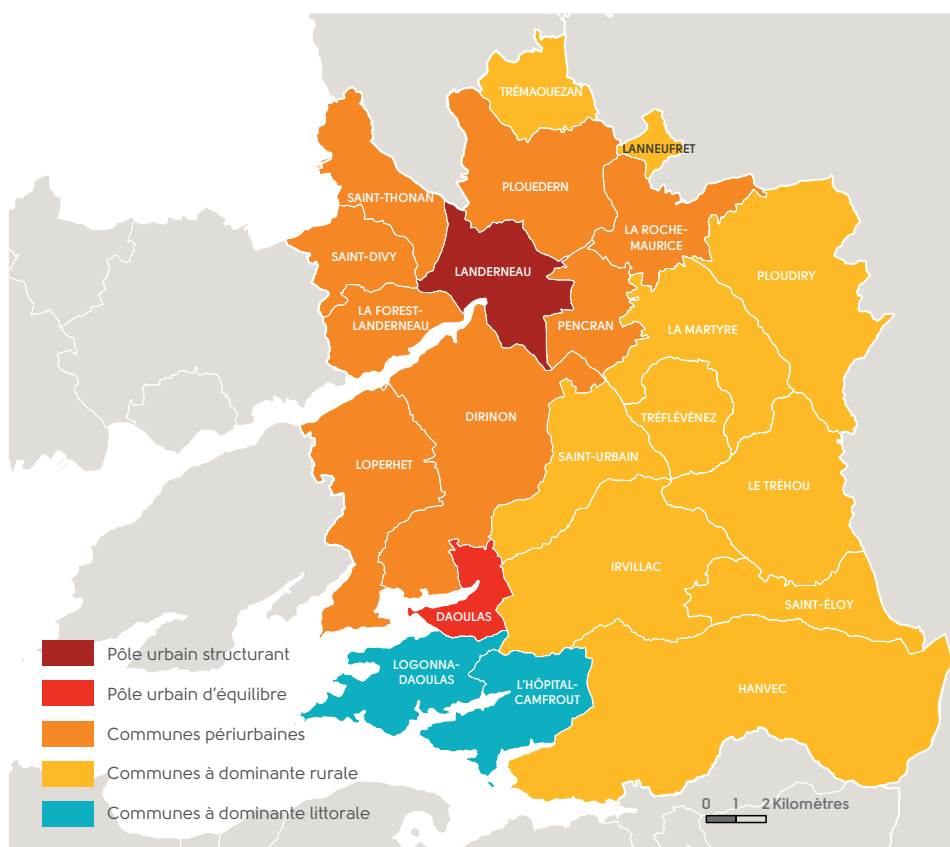 TRÉMAOUEZAN
LANNEUFRET
PLOUEDERN
SAINT-THONAN
LA ROCHE-
MAURICE
SAINT-DIVY
LANDERNEAU
PLOUDIRY
LA FOREST-
LANDERNEAU
PENCRAN
LA MARTYRE
DIRINON
TRÉFLÉVÉNEZ
LOPERHET
SAINT-URBAIN
LE TRÉHOU
IRVILLAC
SAINT-ÉLOY
DAOULAS
LOGONNA-
DAOULAS
L'HÔPITAL-
CAMFROUT
HANVEC
Pôle urbain structurant
Pôle urbain d'équilibre
Communes périurbaines
Communes à dominante rurale
Communes à dominante littorale
0 1 2 Kilomètres